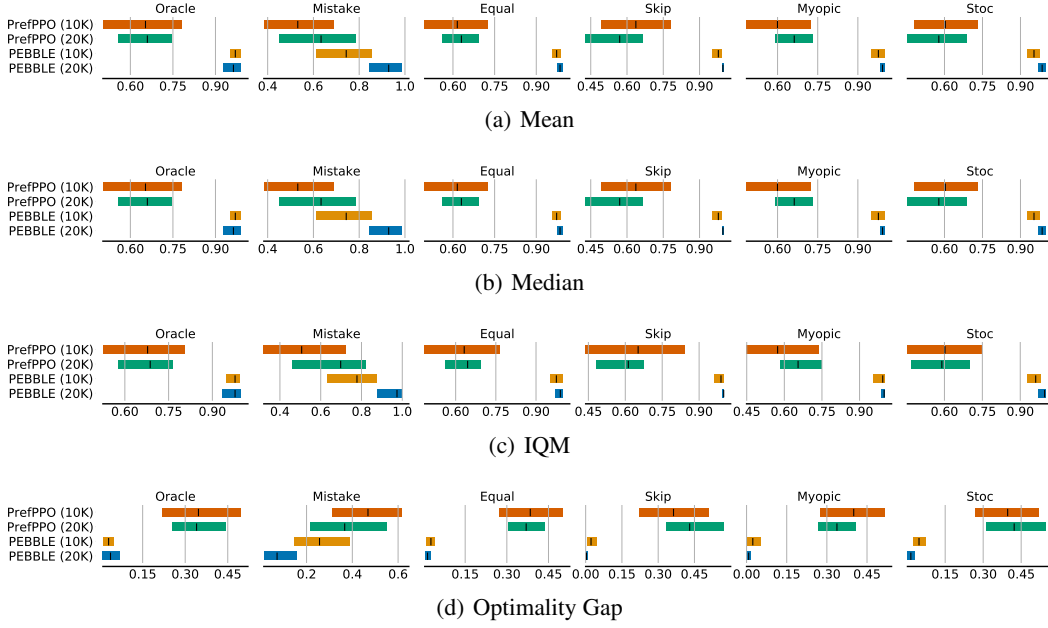 Oracle Mistake Equal Skip Myopic Stoc
PrefPPO (10K)
PrefPPO (20K)
PEBBLE (10K)
PEBBLE (20K)
0.60 0.75 0.90 0.4 0.6 0.8 1.0 0.60 0.75 0.90 0.45 0.60 0.75 0.90 0.60 0.75 0.90 0.60 0.75 0.90
(a) Mean
Oracle Mistake Equal Skip Myopic Stoc
PrefPPO (10K)
PrefPPO (20K)
PEBBLE (10K)
PEBBLE (20K)
0.60 0.75 0.90 0.4 0.6 0.8 1.0 0.60 0.75 0.90 0.45 0.60 0.75 0.90 0.60 0.75 0.90 0.60 0.75 0.90
(b) Median
Oracle Mistake Equal Skip Myopic Stoc
PrefPPO (10K)
PrefPPO (20K)
PEBBLE (10K)
PEBBLE (20K)
0.60 0.75 0.90 0.4 0.6 0.8 1.0 0.60 0.75 0.90 0.45 0.60 0.75 0.90 0.45 0.60 0.75 0.90 0.60 0.75 0.90
(c) IQM
Oracle Mistake Equal Skip Myopic Stoc
PrefPPO (10K)
PrefPPO (20K)
PEBBLE (10K)
PEBBLE (20K)
0.15 0.30 0.45 0.2 0.4 0.6 0.15 0.30 0.45 0.00 0.15 0.30 0.45 0.00 0.15 0.30 0.45 0.15 0.30 0.45
(d) Optimality Gap